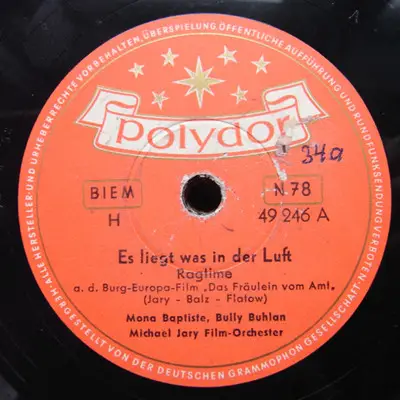 ALLE HERSTELLER- UND URHEBERRECHTE VORBEHALTEN, ÜBERSPIELUNG, ÖFFENTLICHE AUFFÜHRUNG UND RUNDFUNKSENDUNG VERBOTEN
polydor
34a
BIEM
N 78
H
49 246 A
Es liegt was in der Luft
Ragtime
a. d. Burg-Europa-Film „Das Fräulein vom Amt"
(Jary - Balz - Flatow)
Mona Baptiste, Bully Buhlan
Michael Jary Film-Orchester
HERGESTELLT VON DER DEUTSCHEN GRAMMOPHON GESELLSCHAFT